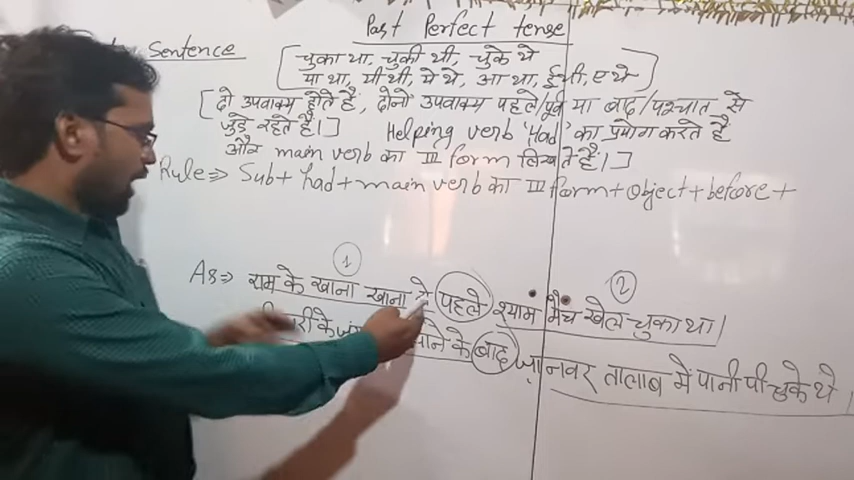 Past Perfect tense
Sentence
[चुका था, चुकी थी, चुके थे
या था, यी थी, ये थे, आ था, ई थी, ए थे]
[दो उपवाक्य होते हैं, दोनो उपवाक्य पहले/पूर्व या बाद/पश्चात से
जुड़े रहते हैं।] Helping verb 'Had' का प्रयोग करते हैं
और main verb का III form लिखते हैं।]
Rule⇒ Sub+ had+main verb का III form+object+before+
1
2
As⇒ राम के खाना खाना पहले श्याम मैच खेल चुका था।
के बाद जानवर तालाब में पानी पी चुके थे।